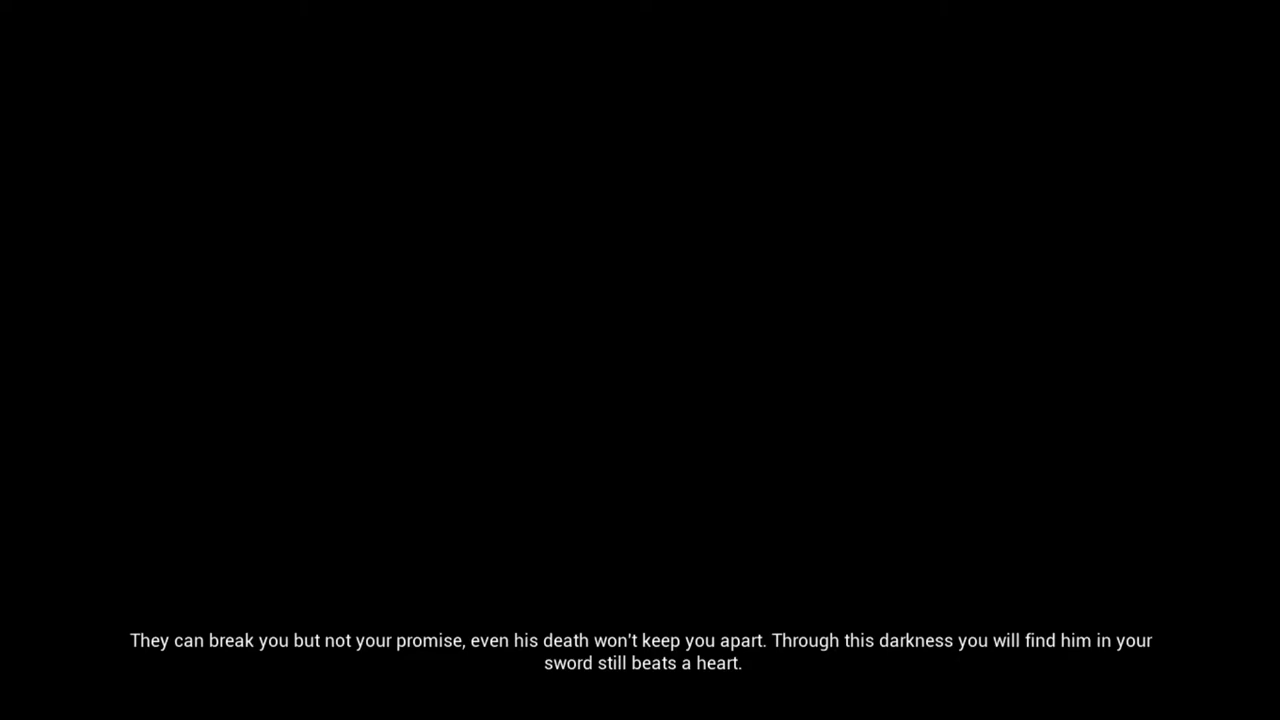 They can break you but not your promise, even his death won't keep you apart. Through this darkness you will find him in your
sword still beats a heart.